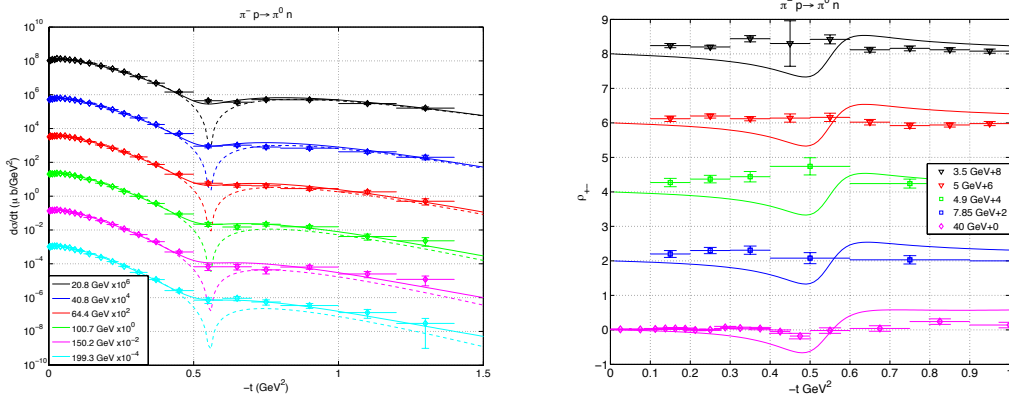 π⁻ p→ π⁰ n
dσ/dt (μ b/GeV²)
10¹⁰
10⁸
10⁶
10⁴
10²
10⁰
10⁻²
10⁻⁴
10⁻⁶
10⁻⁸
10⁻¹⁰
20.8 GeV x10⁶
40.8 GeV x10⁴
64.4 GeV x10²
100.7 GeV x10⁰
150.2 GeV x10⁻²
199.3 GeV x10⁻⁴
0 0.5 1 1.5
−t (GeV²)
π⁻ p→ π⁰ n
ρ₊₋
9
8
6
4
2
0
−1
3.5 GeV+8
5 GeV+6
4.9 GeV+4
7.85 GeV+2
40 GeV+0
0 0.1 0.2 0.3 0.4 0.5 0.6 0.7 0.8 0.9 1
−t GeV²